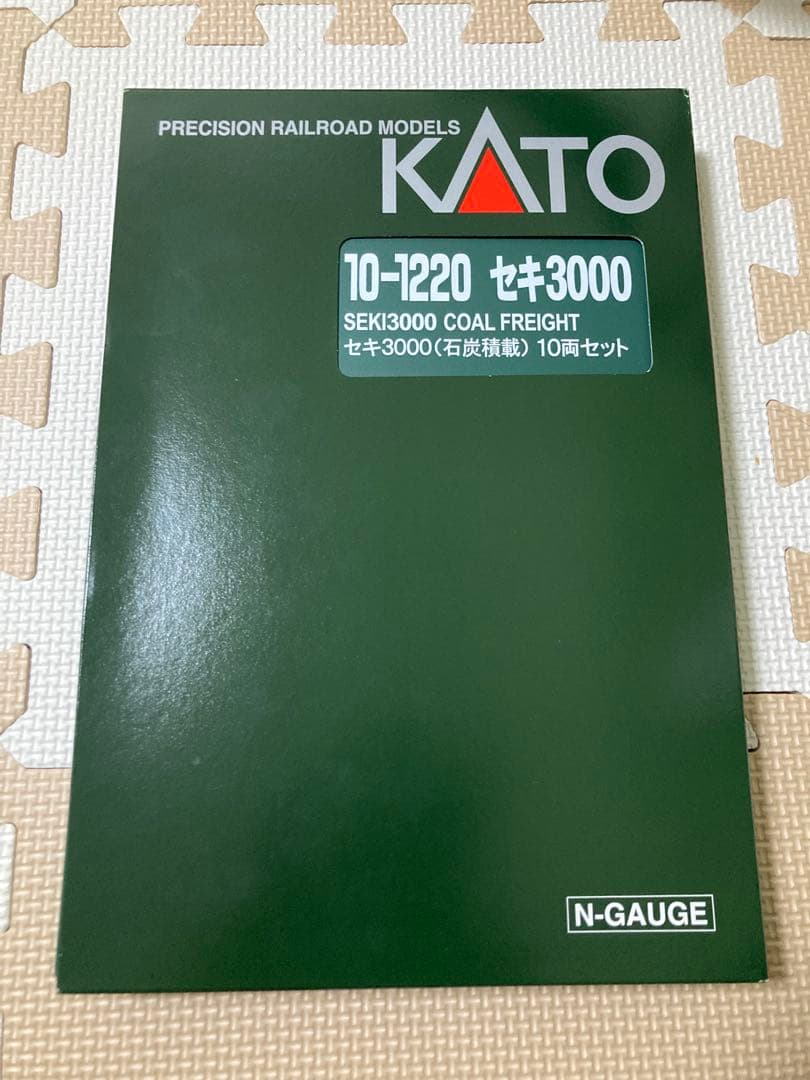 PRECISION RAILROAD MODELS
KATO
10-1220 セキ3000
SEKI3000 COAL FREIGHT
セキ3000(石炭積載) 10両セット
N-GAUGE